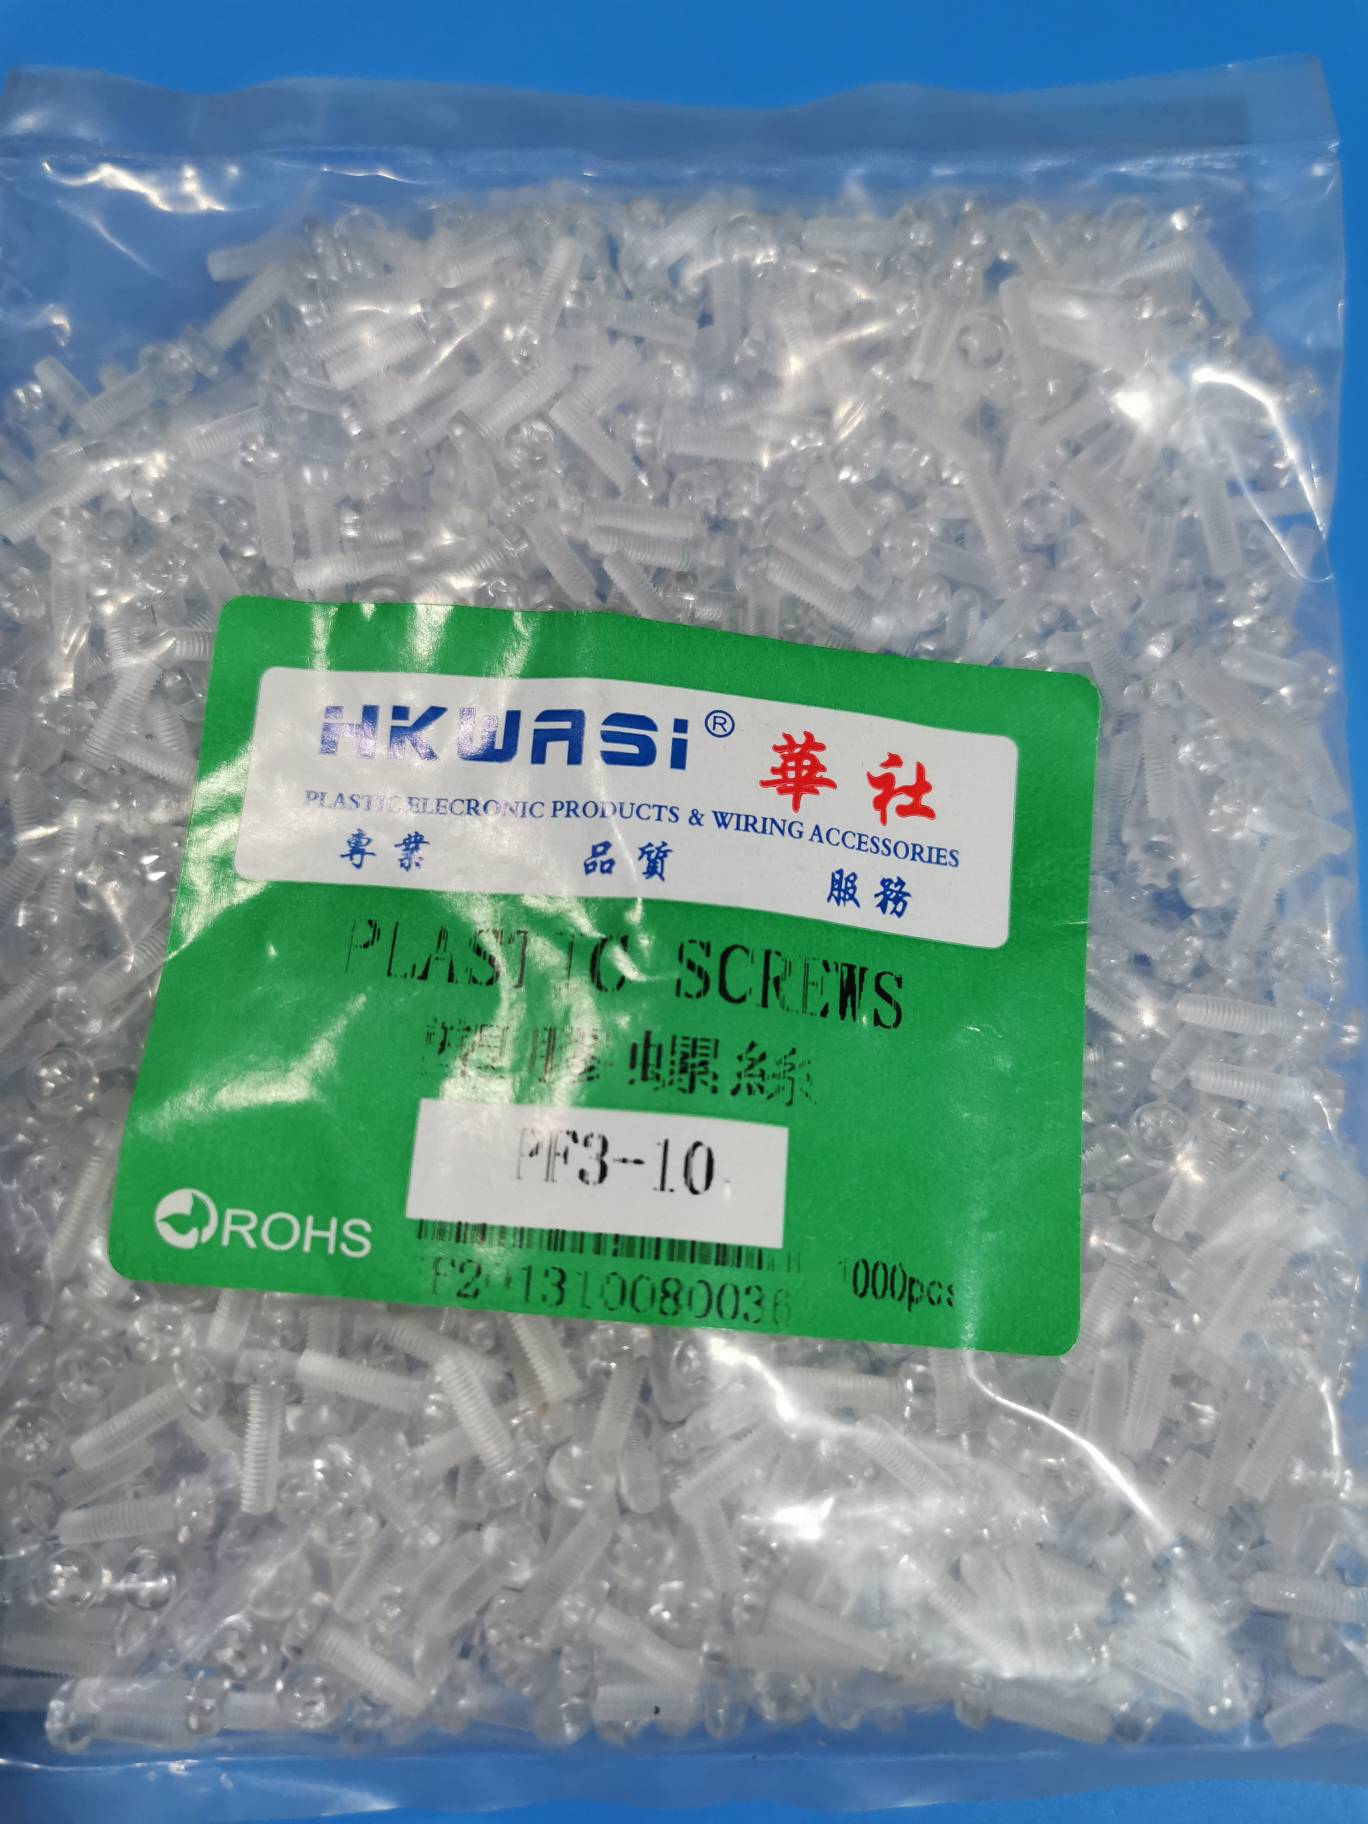 HKWASI® 華社
PLASTIC ELECRONIC PRODUCTS & WIRING ACCESSORIES
專業 品質 服務
PLASTIC SCREWS
塑膠螺絲
PF3-10
ROHS
1000pcs